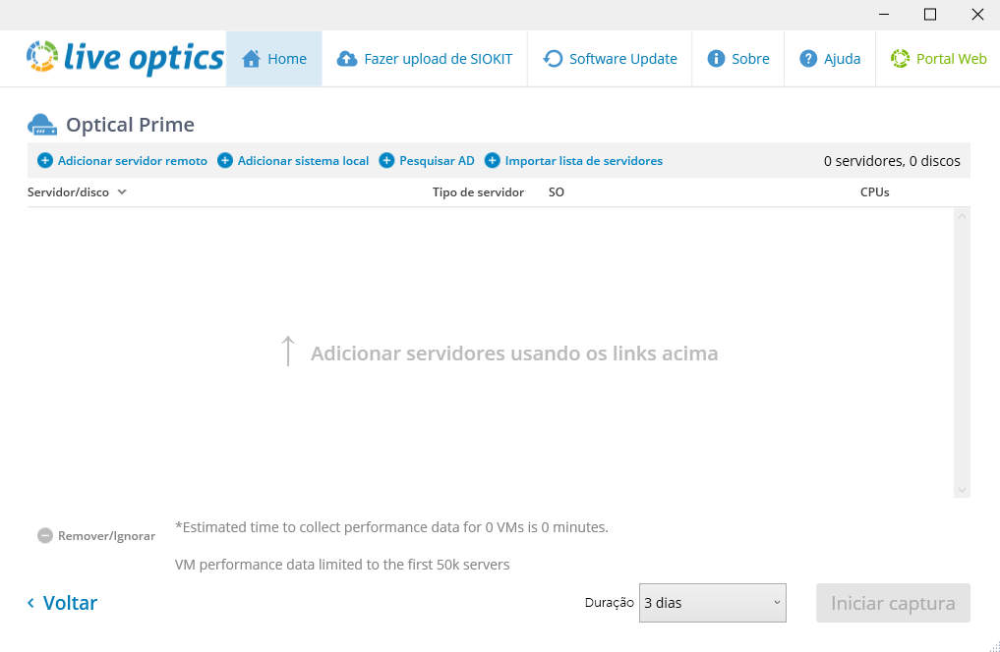 live optics Home Fazer upload de SIOKIT Software Update Sobre Ajuda Portal Web
Optical Prime
Adicionar servidor remoto Adicionar sistema local Pesquisar AD Importar lista de servidores 0 servidores, 0 discos
Servidor/disco Tipo de servidor SO CPUs
Adicionar servidores usando os links acima
*Estimated time to collect performance data for 0 VMs is 0 minutes.
Remover/Ignorar
VM performance data limited to the first 50k servers
Voltar Duração 3 dias Iniciar captura